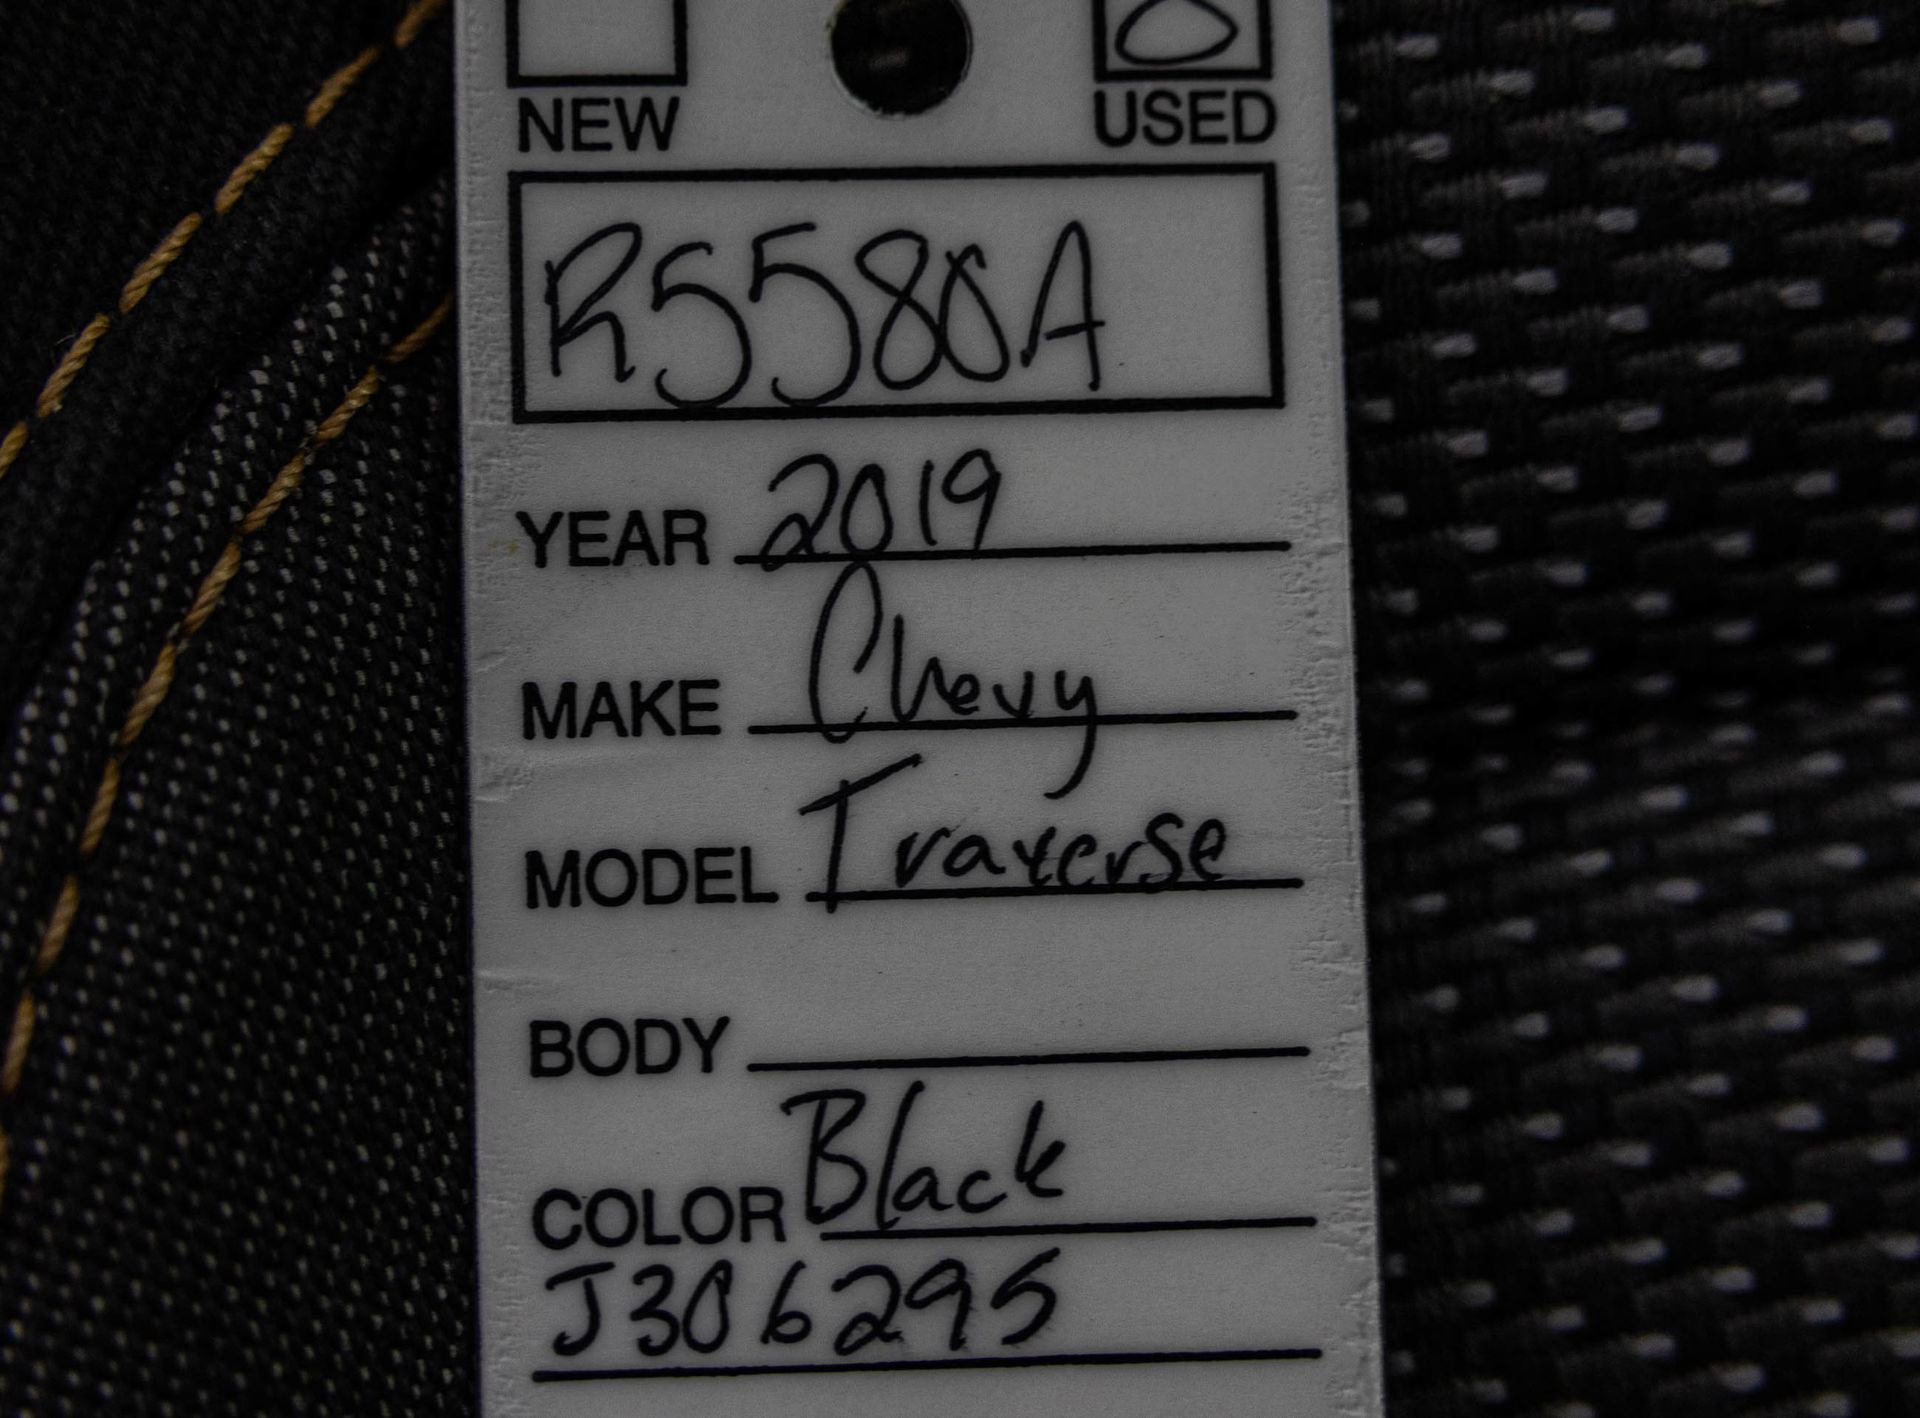 NEW USED
R5580A
YEAR 2019
MAKE Chevy
MODEL Traverse
BODY
COLOR Black
J306295